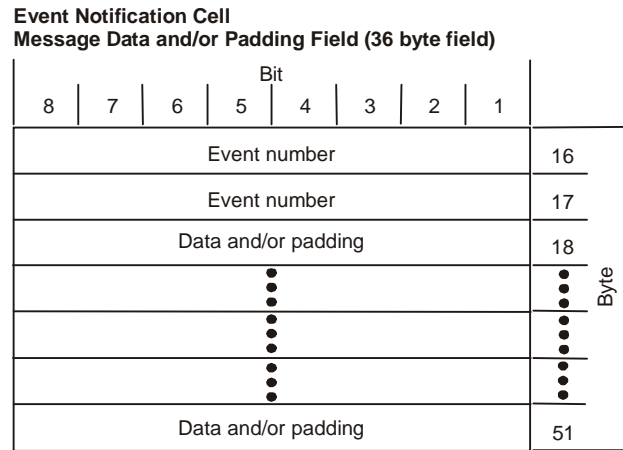 Event Notification Cell
Message Data and/or Padding Field (36 byte field)
Bit
8 7 6 5 4 3 2 1
Event number 16
Event number 17
Data and/or padding 18
Byte
Data and/or padding 51